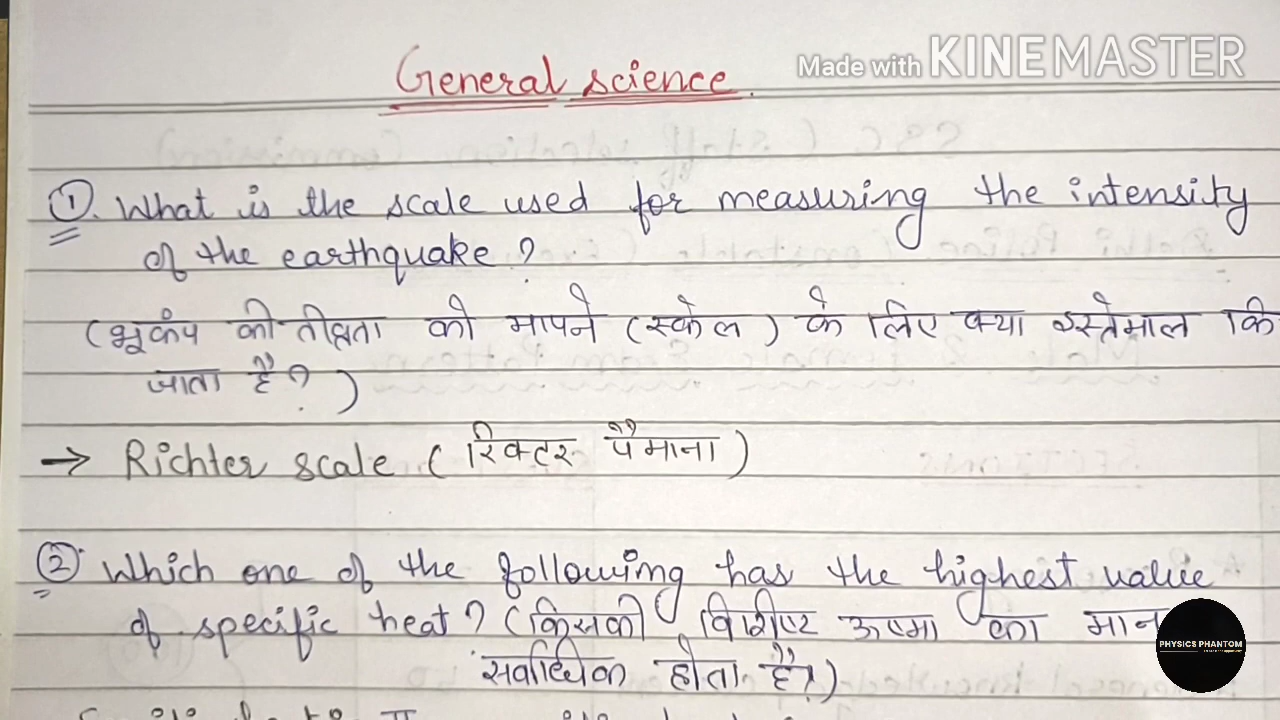 Made with KINEMASTER
General science
① What is the scale used for measuring the intensity
of the earthquake?
(भूकंप की तीव्रता को मापने (स्केल) के लिए क्या इस्तेमाल कि
जाता है?)
→ Richter scale (रिक्टर पैमाना)
② Which one of the following has the highest value
of specific heat? (किसकी विशिष्ट ऊष्मा का मान
सर्वाधिक होता है?)
PHYSICS PHANTOM